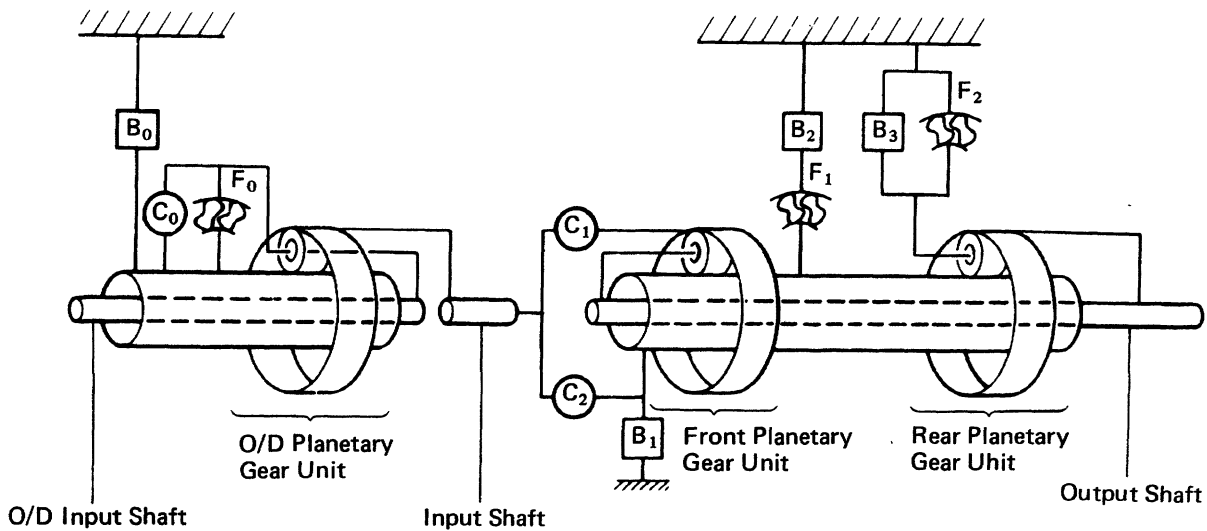 B₀
C₀
F₀
O/D Planetary
Gear Unit
O/D Input Shaft
Input Shaft
C₁
C₂
B₁
B₂
F₁
B₃
F₂
Front Planetary
Gear Unit
Rear Planetary
Gear Uhit
Output Shaft